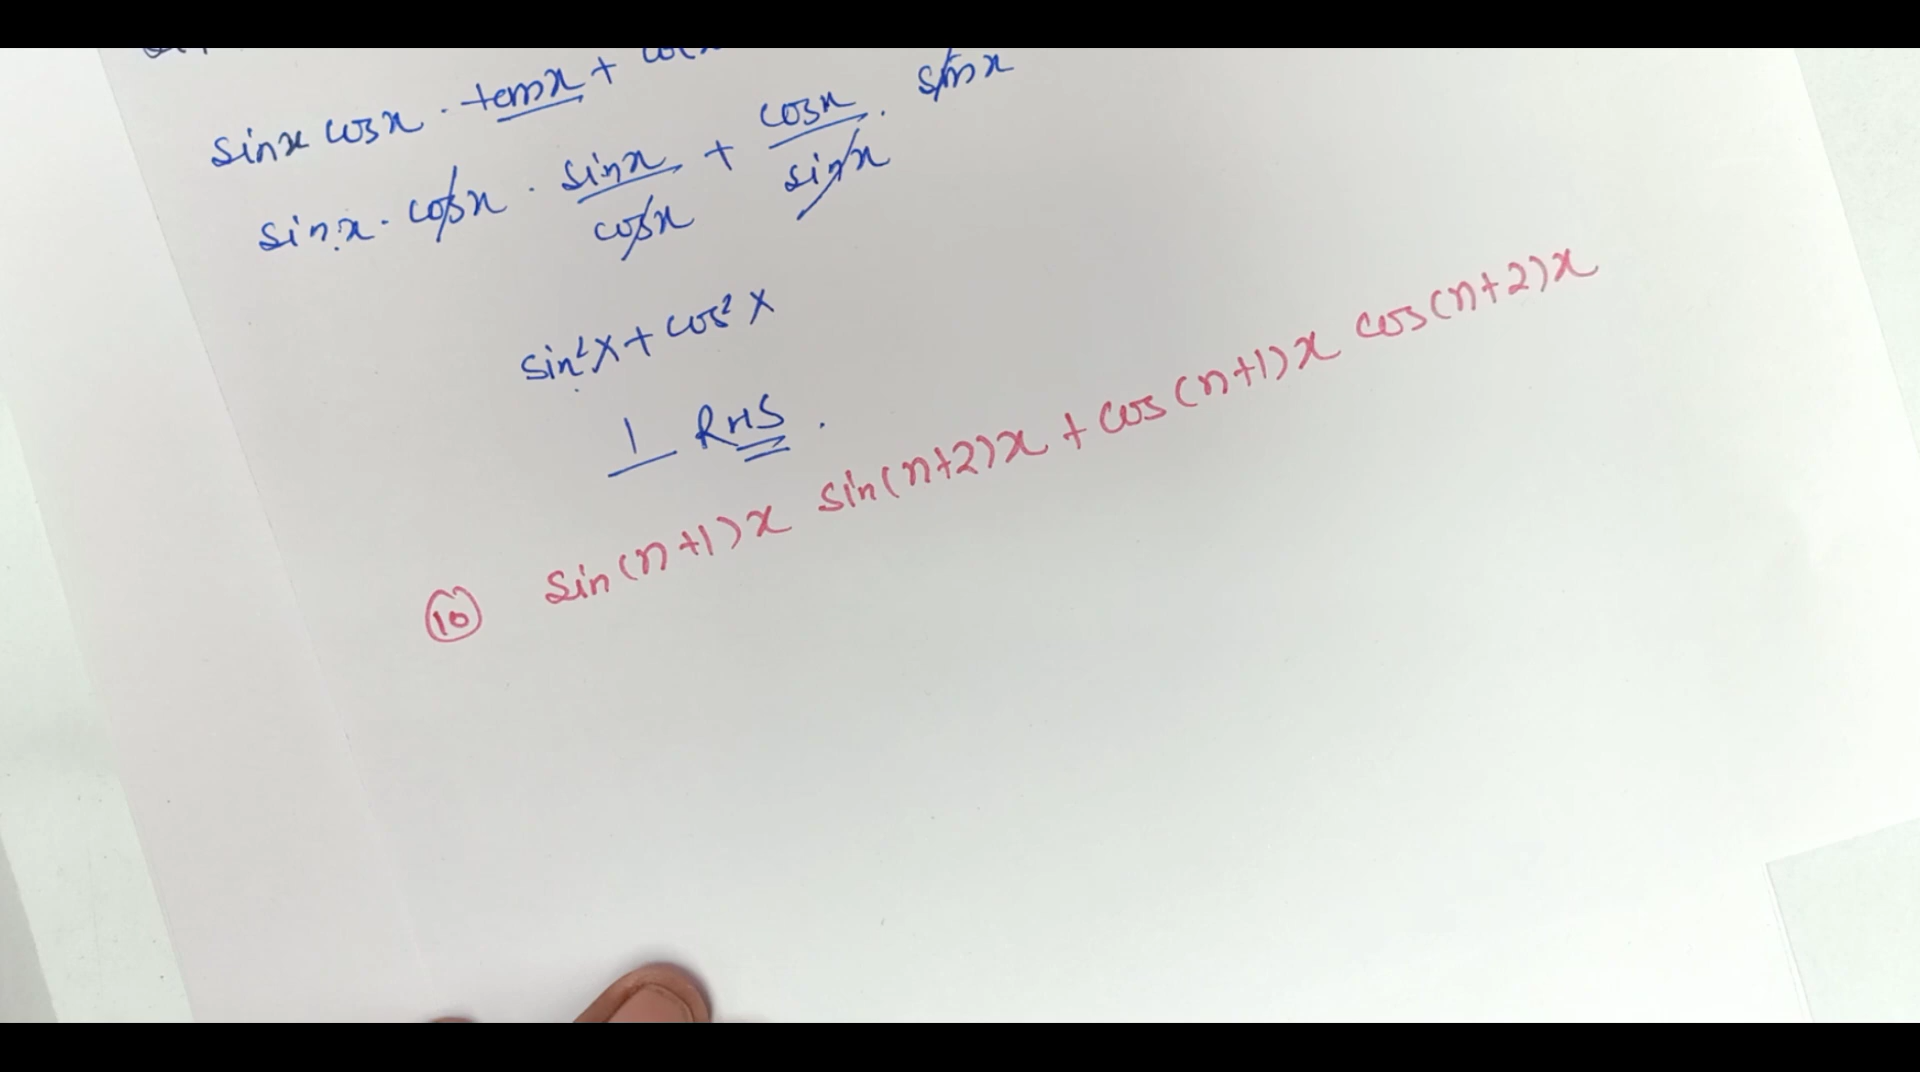 sinx cosx . tanx +
sinx . cosx . sinx/cosx + cosx/sinx . sinx
sin²x + cos²x
1 RHS .
(10) sin(n+1)x sin(n+2)x + cos(n+1)x cos(n+2)x